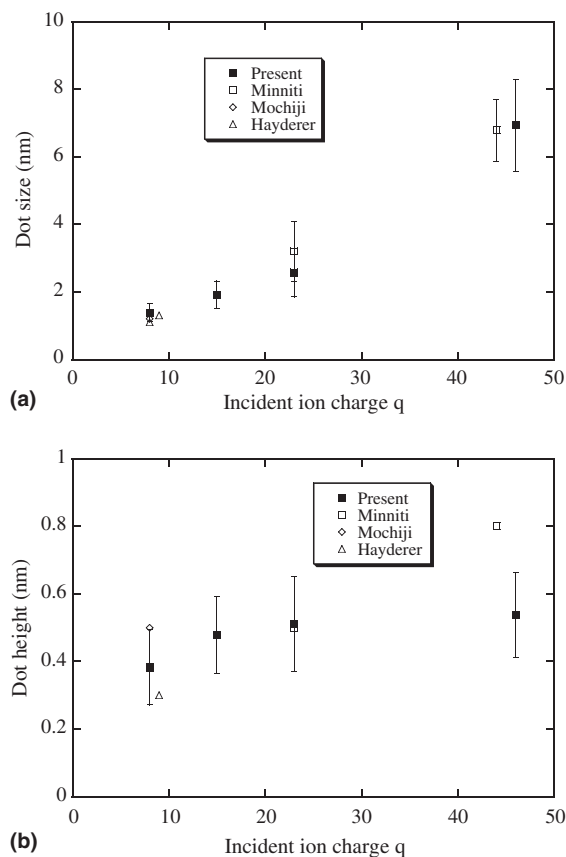 10
8
6
4
2
0
Dot size (nm)
Present
Minniti
Mochiji
Hayderer
0 10 20 30 40 50
(a)
Incident ion charge q
1
0.8
0.6
0.4
0.2
0
Dot height (nm)
Present
Minniti
Mochiji
Hayderer
0 10 20 30 40 50
(b)
Incident ion charge q